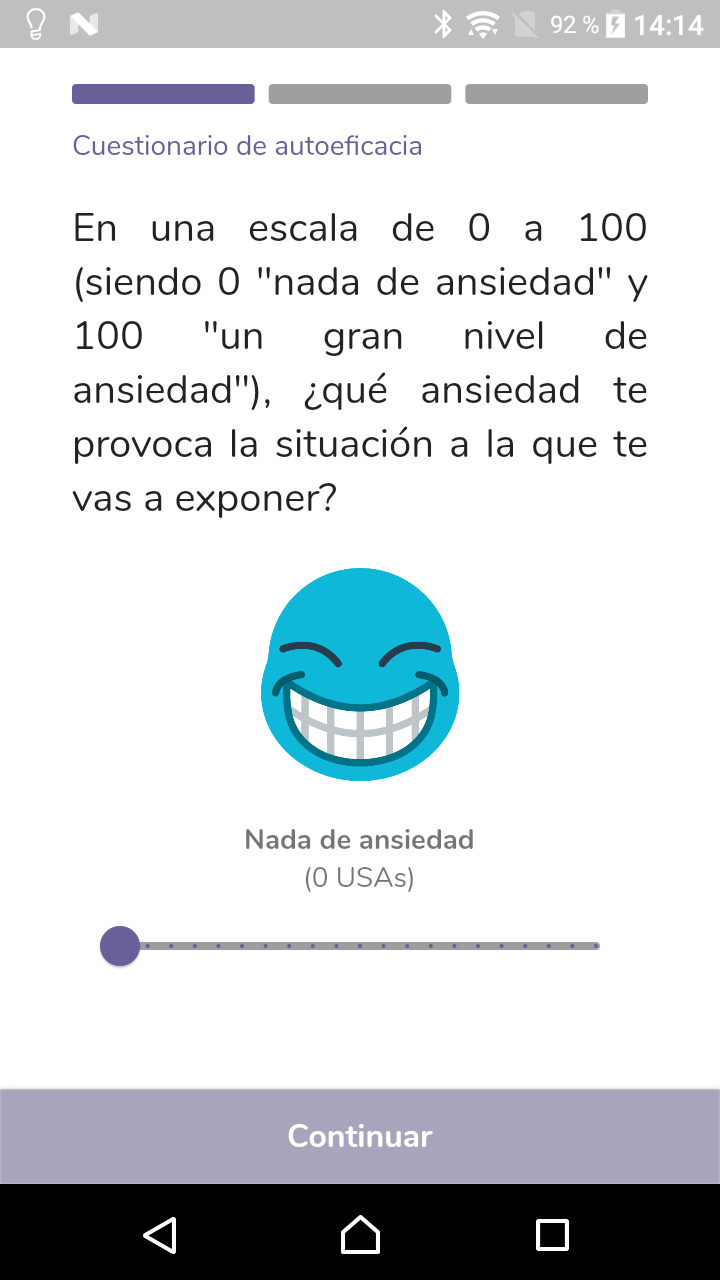 92 % 14:14
Cuestionario de autoeficacia
En una escala de 0 a 100
(siendo 0 "nada de ansiedad" y
100 "un gran nivel de
ansiedad"), ¿qué ansiedad te
provoca la situación a la que te
vas a exponer?
Nada de ansiedad
(0 USAs)
Continuar